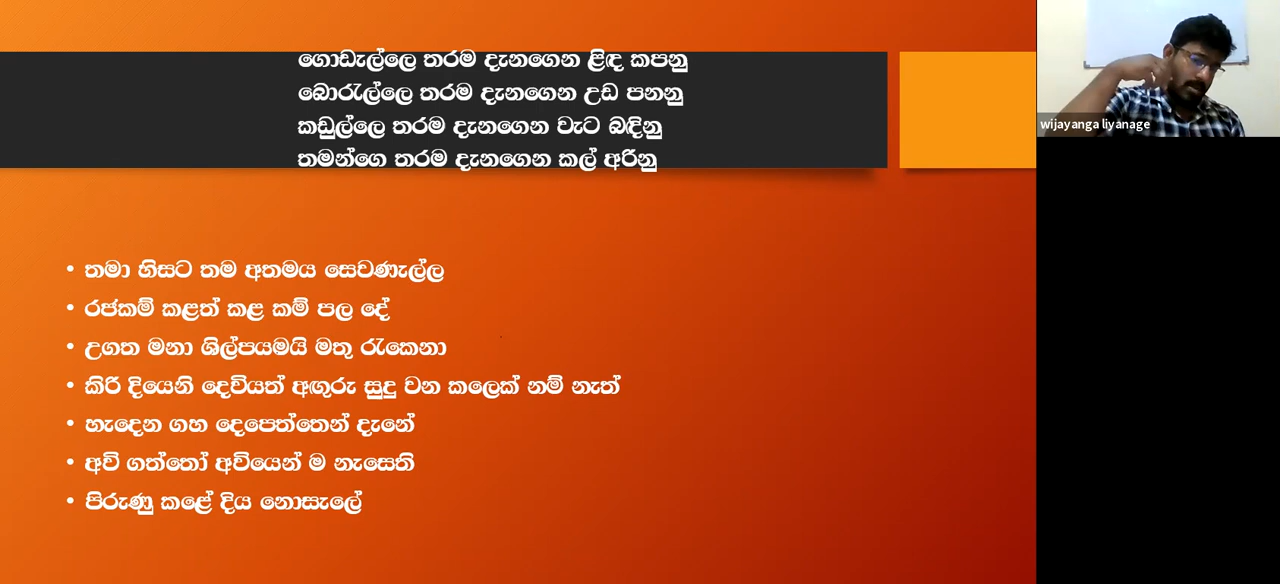 ගොඩැල්ලෙ තරම දැනගෙන ළිඳ කපනු
බොරැල්ලෙ තරම දැනගෙන උඩ පනනු
කඩුල්ලෙ තරම දැනගෙන වැට බඳිනු
තමන්ගෙ තරම දැනගෙන කල් අරිනු
wijayanga liyanage
• තමා හිසට තම අතමය සෙවණැල්ල
• රජකම් කළත් කළ කම් පල දේ
• උගත මනා ශිල්පයමයි මතු රැකෙනා
• කිරි දියෙනි දෙවියත් අඟුරු සුදු වන කලෙක් නම් නැත්
• හැදෙන ගහ දෙපෙත්තෙන් දැනේ
• අවි ගත්තෝ අවියෙන් ම නැසෙති
• පිරුණු කළේ දිය නොසැලේ